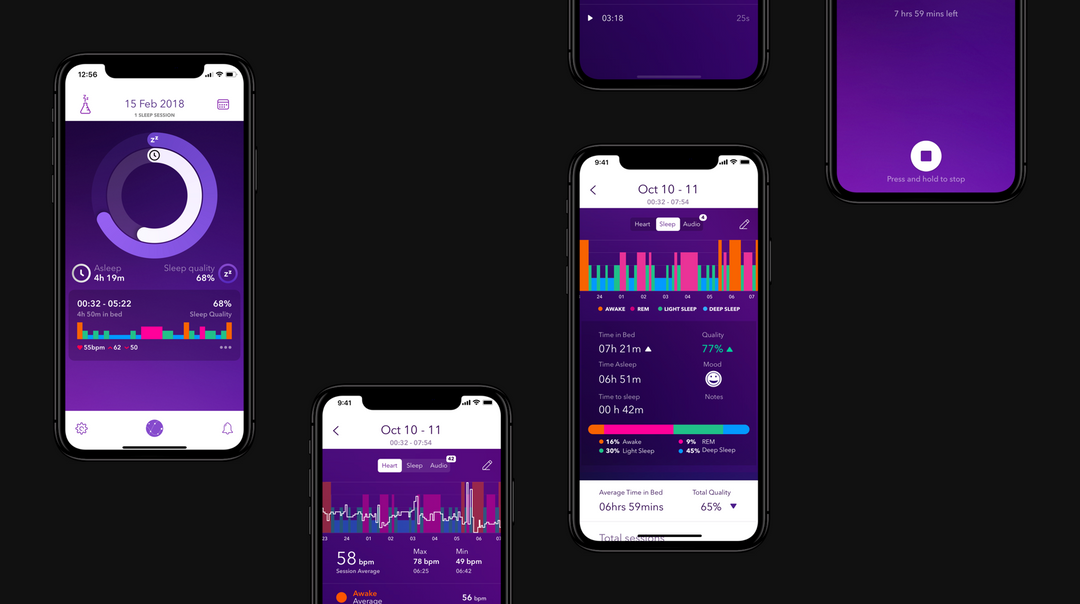 12:56
15 Feb 2018
1 SLEEP SESSION
zz
Asleep
4h 19m
Sleep quality
68%
zz
00:32 - 05:22
68%
4h 50m in bed
Sleep Quality
55bpm
62
50
9:41
Oct 10 - 11
00:32 - 07:54
Heart
Sleep
Audio
42
23 24 01 02 03 04 05 06 0
58 bpm
Session Average
Max
78 bpm
06:25
Min
49 bpm
06:42
Awake
Average
56 bpm
03:18
25s
9:41
Oct 10 - 11
00:32 - 07:54
Heart
Sleep
Audio
4
24 01 02 03 04 05 06 07
AWAKE
REM
LIGHT SLEEP
DEEP SLEEP
Time in Bed
07h 21m
Quality
77%
Time Asleep
06h 51m
Mood
Time to sleep
00 h 42m
Notes
16% Awake
9% REM
30% Light Sleep
45% Deep Sleep
Average Time in Bed
06hrs 59mins
Total Quality
65%
Total sessions
7 hrs 59 mins left
Press and hold to stop